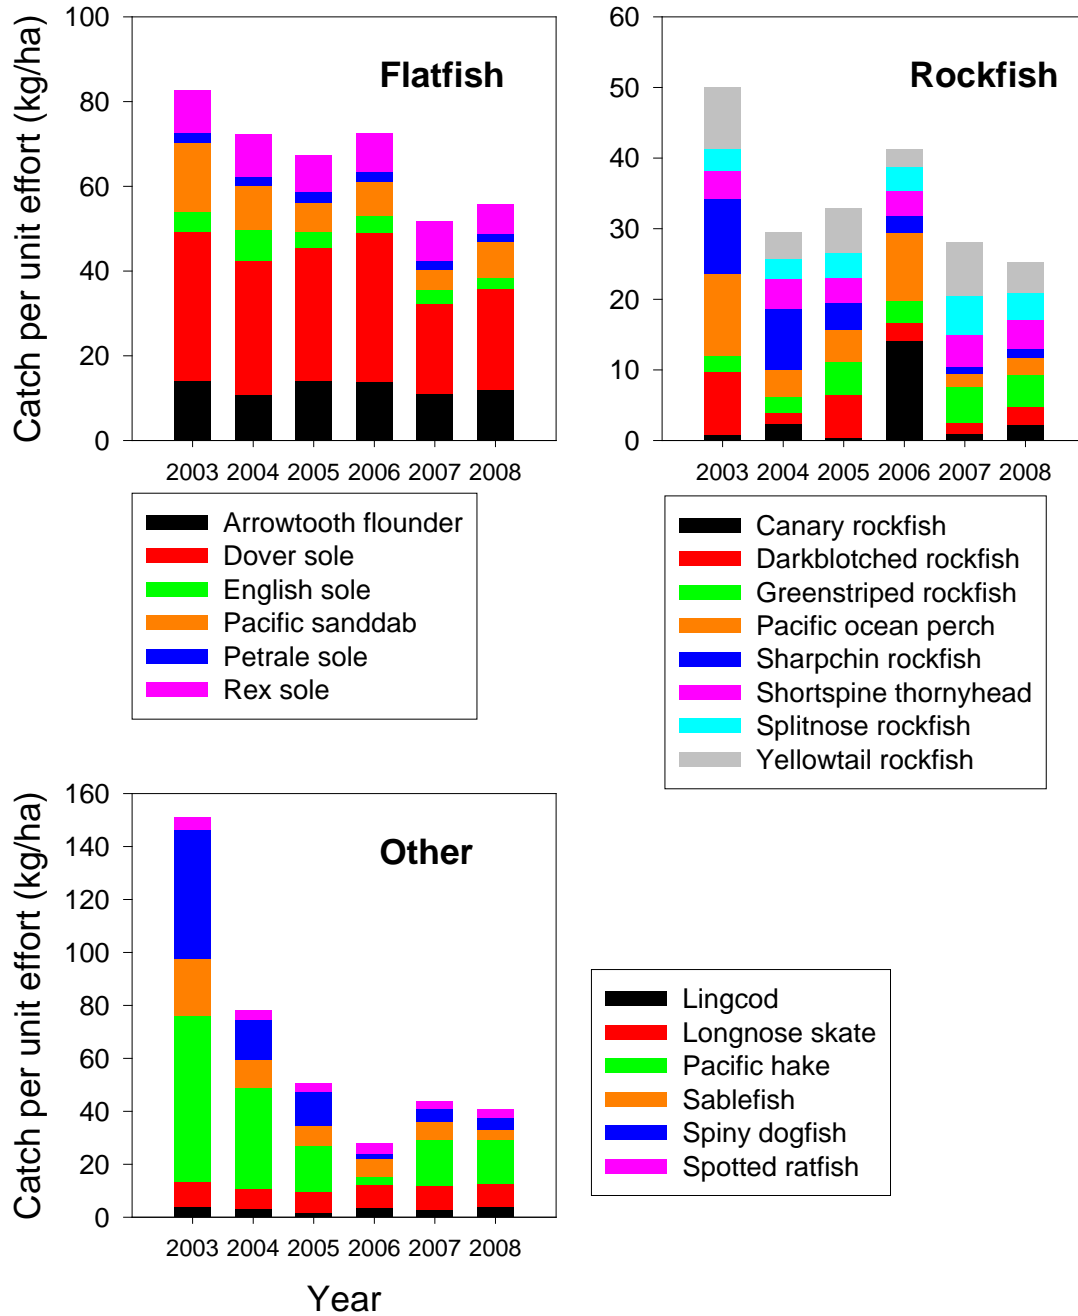 Flatfish
Catch per unit effort (kg/ha)
100
80
60
40
20
0
2003 2004 2005 2006 2007 2008
Arrowtooth flounder
Dover sole
English sole
Pacific sanddab
Petrale sole
Rex sole
Rockfish
60
50
40
30
20
10
0
2003 2004 2005 2006 2007 2008
Canary rockfish
Darkblotched rockfish
Greenstriped rockfish
Pacific ocean perch
Sharpchin rockfish
Shortspine thornyhead
Splitnose rockfish
Yellowtail rockfish
Other
Catch per unit effort (kg/ha)
160
140
120
100
80
60
40
20
0
2003 2004 2005 2006 2007 2008
Year
Lingcod
Longnose skate
Pacific hake
Sablefish
Spiny dogfish
Spotted ratfish